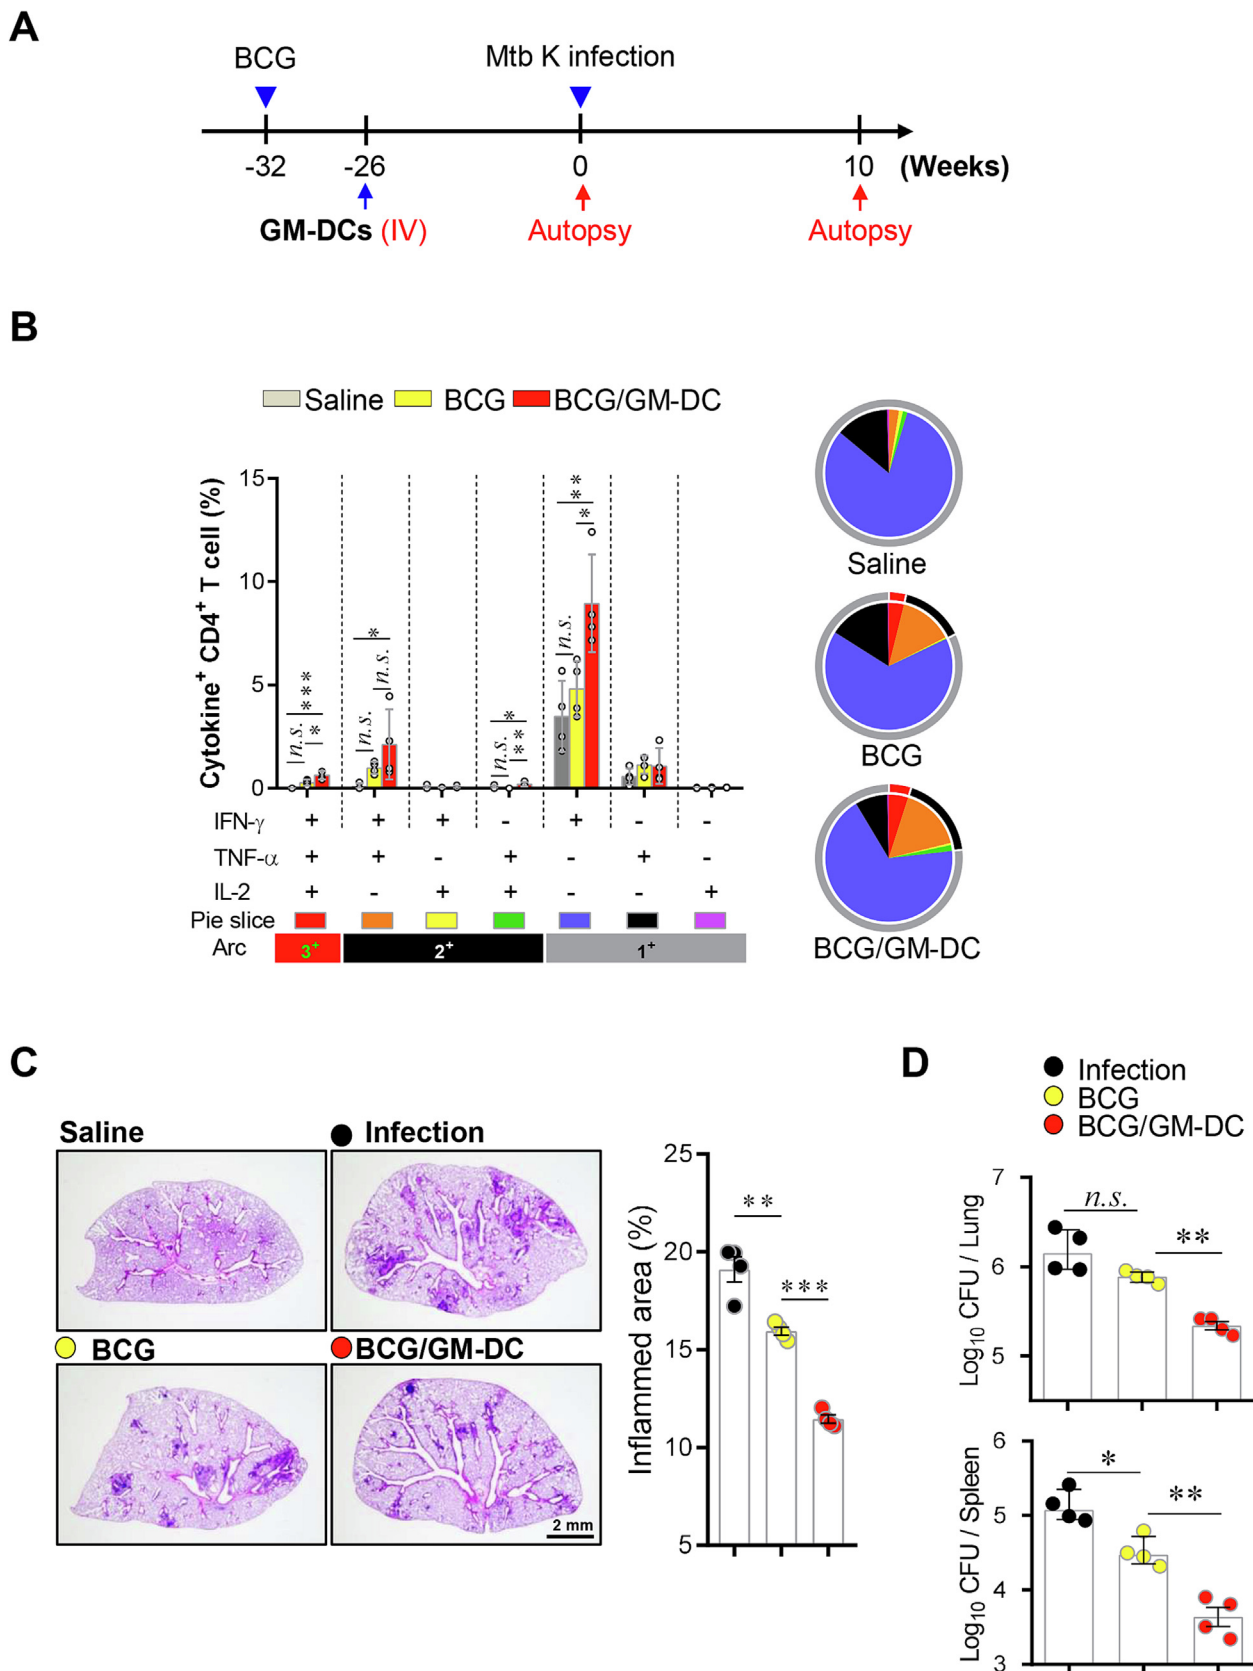 A
BCG
Mtb K infection
-32
-26
0
10
(Weeks)
GM-DCs (IV)
Autopsy
Autopsy
B
Saline
BCG
BCG/GM-DC
Cytokine⁺ CD4⁺ T cell (%)
15
10
5
0
n.s.
*
***
n.s.
n.s.
*
n.s.
***
*
n.s.
*
**
IFN-γ + + + - + - -
TNF-α + + - + - + -
IL-2 + - + + - - +
Pie slice
Arc
3⁺
2⁺
1⁺
Saline
BCG
BCG/GM-DC
C
Saline
Infection
BCG
BCG/GM-DC
2 mm
Inflammed area (%)
25
20
15
10
5
**
***
D
Infection
BCG
BCG/GM-DC
Log₁₀ CFU / Lung
7
6
5
n.s.
**
Log₁₀ CFU / Spleen
6
5
4
3
*
**